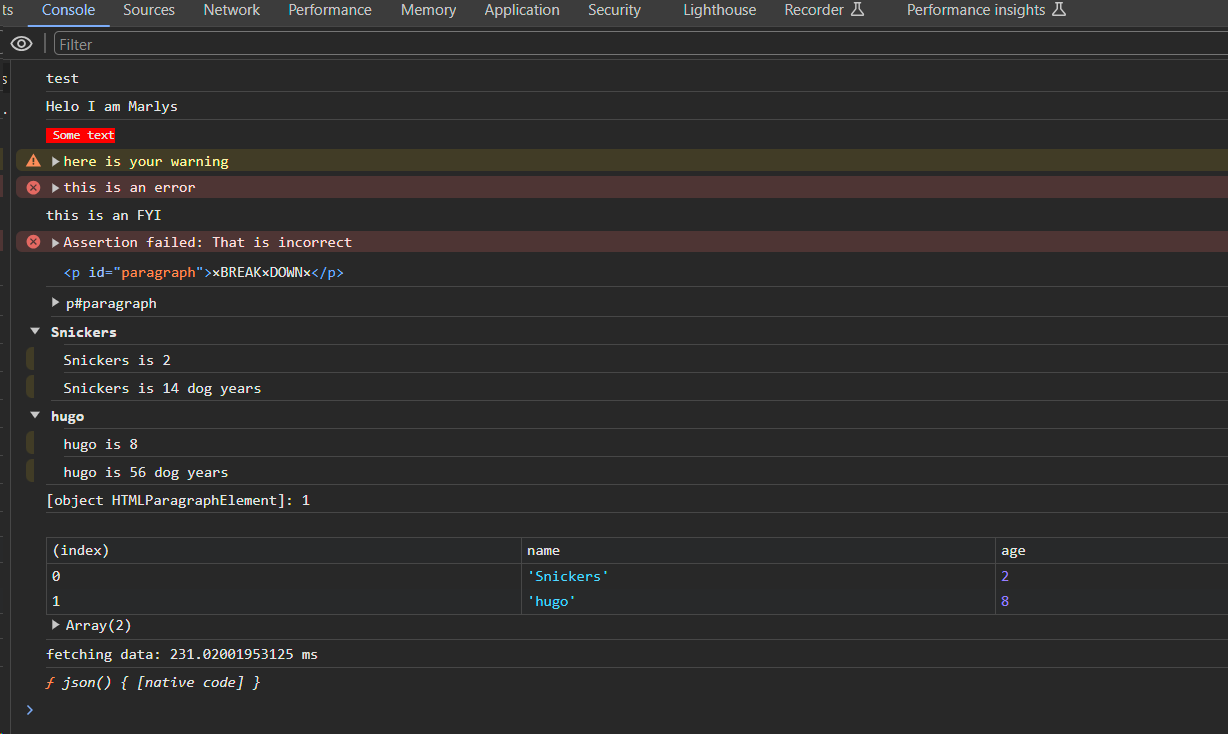 ts Console Sources Network Performance Memory Application Security Lighthouse Recorder Performance insights
Filter
s
test
Helo I am Marlys
Some text
here is your warning
this is an error
this is an FYI
Assertion failed: That is incorrect
<p id="paragraph">×BREAK×DOWN×</p>
p#paragraph
Snickers
Snickers is 2
Snickers is 14 dog years
hugo
hugo is 8
hugo is 56 dog years
[object HTMLParagraphElement]: 1
(index) name age
0 'Snickers' 2
1 'hugo' 8
Array(2)
fetching data: 231.02001953125 ms
ƒ json() { [native code] }